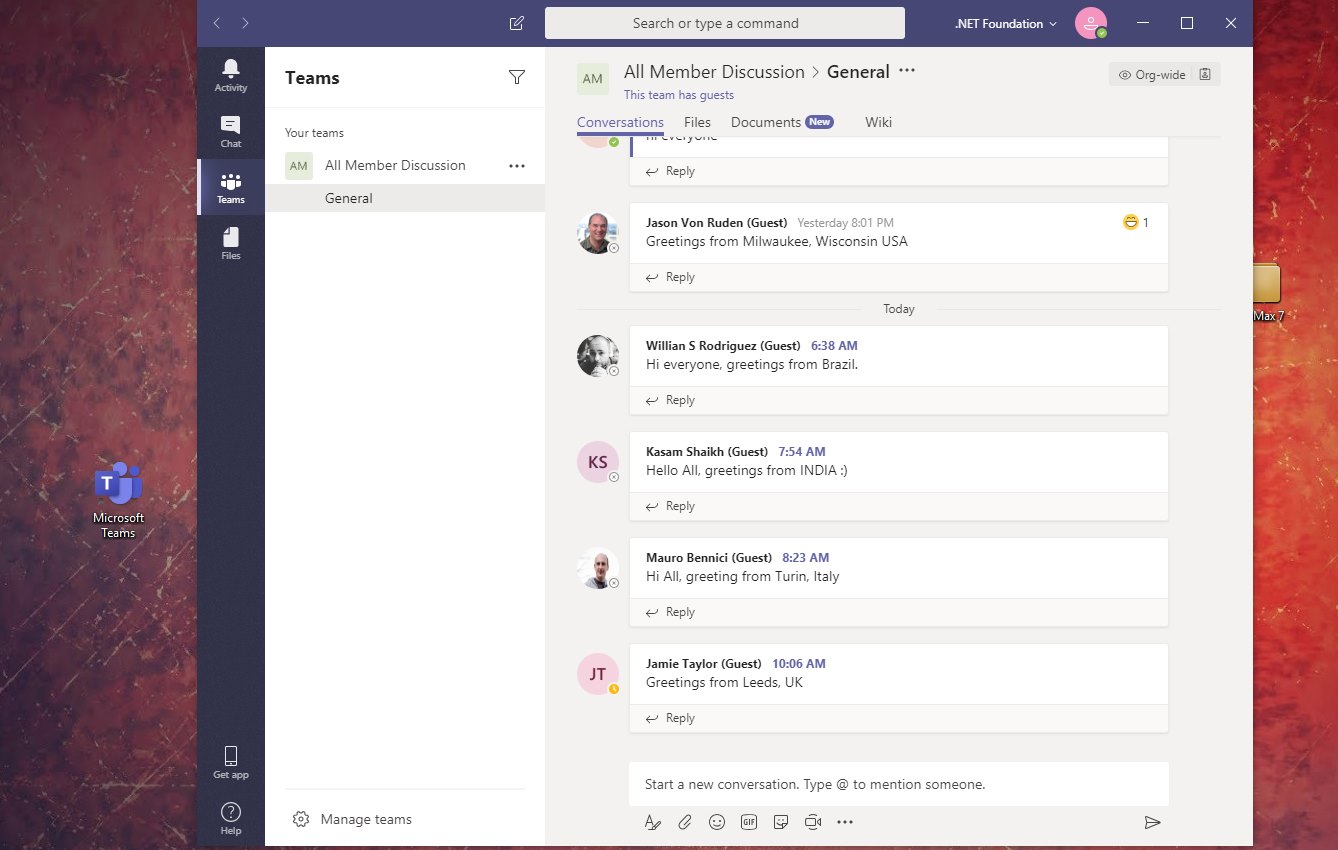 Search or type a command
.NET Foundation
Activity
Chat
Teams
Files
Get app
Help
Teams
Your teams
AM
All Member Discussion
General
Manage teams
AM
All Member Discussion > General
This team has guests
Org-wide
Conversations
Files
Documents New
Wiki
Hi everyone
Reply
Jason Von Ruden (Guest) Yesterday 8:01 PM
1
Greetings from Milwaukee, Wisconsin USA
Reply
Today
Willian S Rodriguez (Guest) 6:38 AM
Hi everyone, greetings from Brazil.
Reply
KS
Kasam Shaikh (Guest) 7:54 AM
Hello All, greetings from INDIA :)
Reply
Mauro Bennici (Guest) 8:23 AM
Hi All, greeting from Turin, Italy
Reply
JT
Jamie Taylor (Guest) 10:06 AM
Greetings from Leeds, UK
Reply
Start a new conversation. Type @ to mention someone.
GIF
T
Microsoft
Teams
Max 7